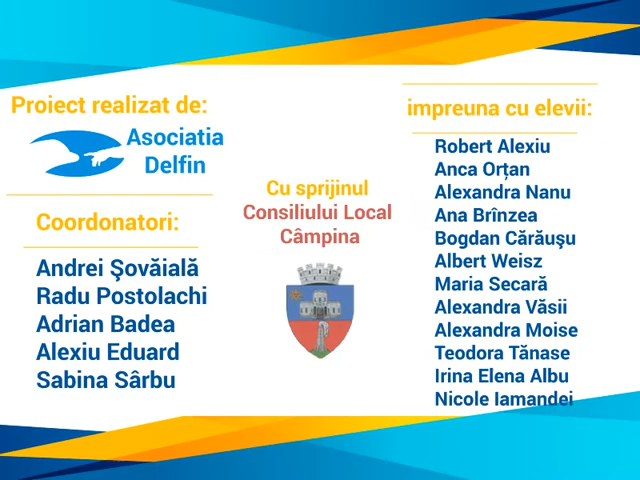 Proiect realizat de:
Asociatia
Delfin
Coordonatori:
Andrei Şovăială
Radu Postolachi
Adrian Badea
Alexiu Eduard
Sabina Sârbu
Cu sprijinul
Consiliului Local
Câmpina
impreuna cu elevii:
Robert Alexiu
Anca Orțan
Alexandra Nanu
Ana Brînzea
Bogdan Cărăuşu
Albert Weisz
Maria Secară
Alexandra Văsii
Alexandra Moise
Teodora Tănase
Irina Elena Albu
Nicole Iamandei